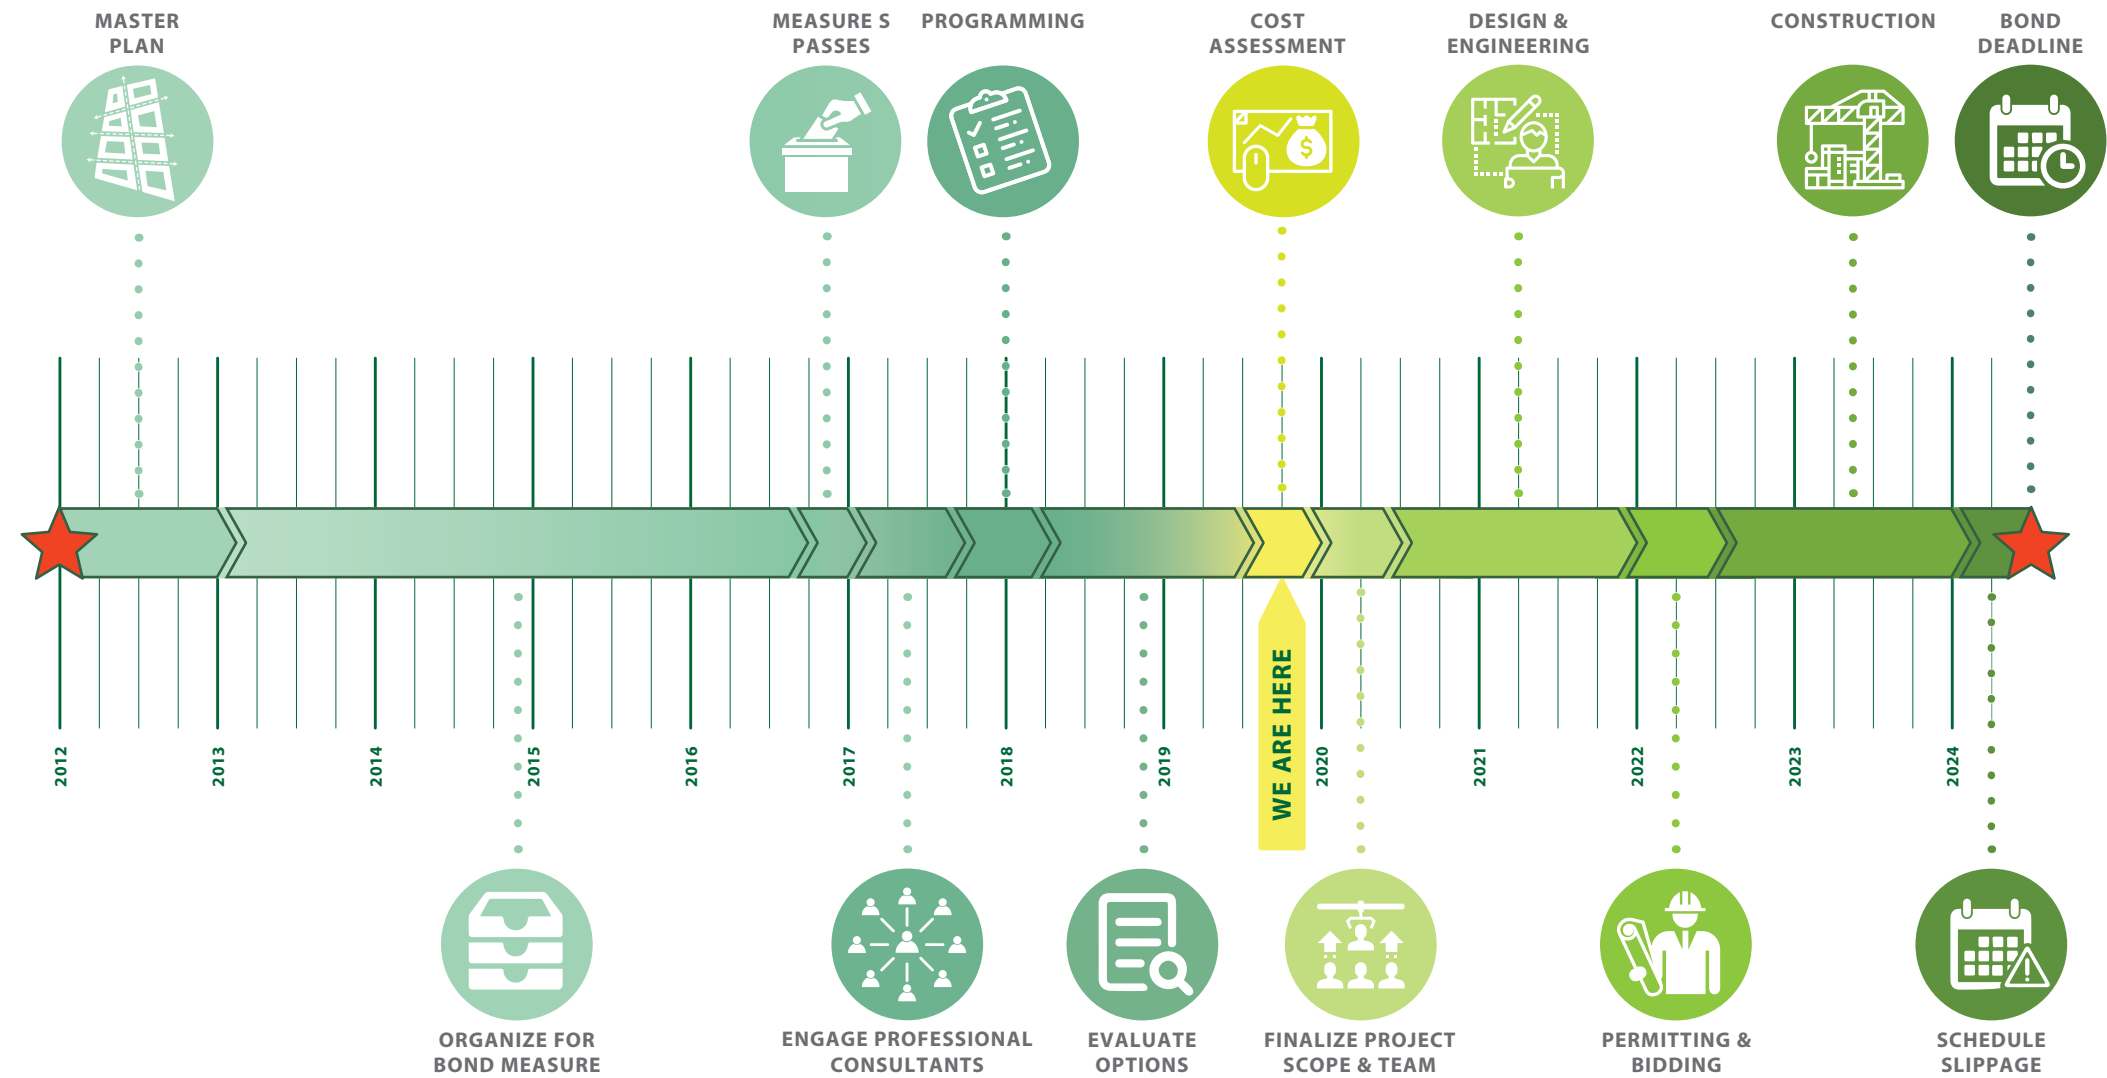 MASTER
PLAN
MEASURE S
PASSES
PROGRAMMING
COST
ASSESSMENT
DESIGN &
ENGINEERING
CONSTRUCTION
BOND
DEADLINE
$
WE ARE HERE
2012
2013
2014
2015
2016
2017
2018
2019
2020
2021
2022
2023
2024
ORGANIZE FOR
BOND MEASURE
ENGAGE PROFESSIONAL
CONSULTANTS
EVALUATE
OPTIONS
FINALIZE PROJECT
SCOPE & TEAM
PERMITTING &
BIDDING
SCHEDULE
SLIPPAGE